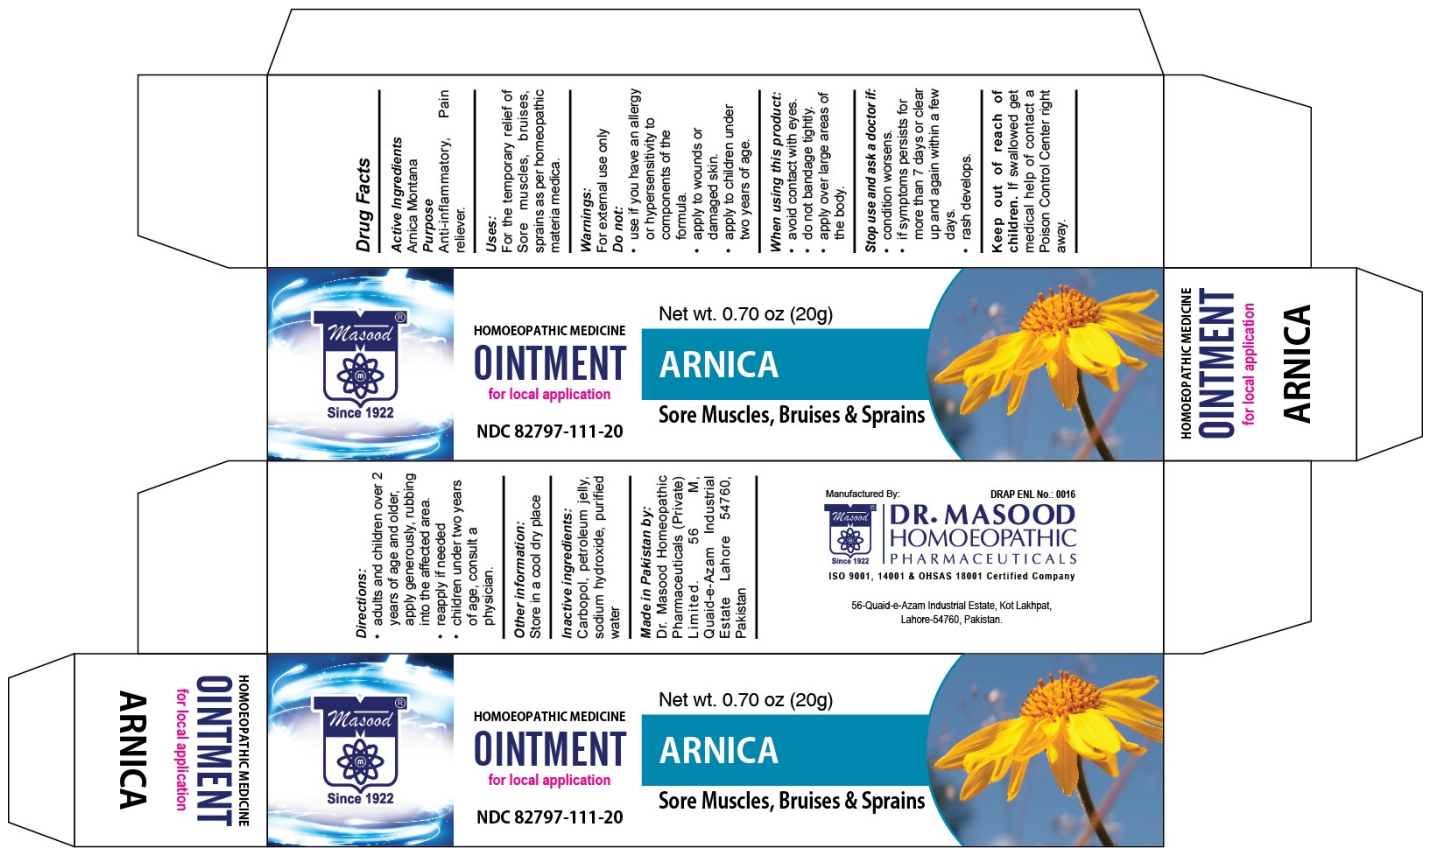 Drug Facts
Active Ingredients
Arnica Montana
Purpose
Anti-inflammatory, Pain
reliever.
Uses:
For the temporary relief of
Sore muscles, bruises,
sprains as per homeopathic
materia medica.
Warnings:
For external use only
Do not:
• use if you have an allergy
or hypersensitivity to
components of the
formula.
• apply to wounds or
damaged skin.
• apply to children under
two years of age.
When using this product:
• avoid contact with eyes.
• do not bandage tightly.
• apply over large areas of
the body.
Stop use and ask a doctor if:
• condition worsens.
• if symptoms persists for
more than 7 days or clear
up and again within a few
days.
• rash develops.
Keep out of reach of
children. If swallowed get
medical help of contact a
Poison Control Center right
away.
Masood ®
m
Since 1922
HOMOEOPATHIC MEDICINE
OINTMENT
for local application
NDC 82797-111-20
Net wt. 0.70 oz (20g)
ARNICA
Sore Muscles, Bruises & Sprains
HOMOEOPATHIC MEDICINE
OINTMENT
for local application
ARNICA
Directions:
• adults and children over 2
years of age and older,
apply generously, rubbing
into the affected area.
• reapply if needed
• children under two years
of age, consult a
physician.
Other information:
Store in a cool dry place
Inactive ingredients:
Carbopol, petroleum jelly,
sodium hydroxide, purified
water
Made in Pakistan by:
Dr. Masood Homeopathic
Pharmaceuticals (Private)
Limited. 56 M,
Quaid-e-Azam Industrial
Estate Lahore 54760,
Pakistan
Manufactured By:
DRAP ENL No.: 0016
Masood ®
Since 1922
DR. MASOOD
HOMOEOPATHIC
PHARMACEUTICALS
ISO 9001, 14001 & OHSAS 18001 Certified Company
56-Quaid-e-Azam Industrial Estate, Kot Lakhpat,
Lahore-54760, Pakistan.
HOMOEOPATHIC MEDICINE
OINTMENT
for local application
ARNICA
Masood ®
m
Since 1922
HOMOEOPATHIC MEDICINE
OINTMENT
for local application
NDC 82797-111-20
Net wt. 0.70 oz (20g)
ARNICA
Sore Muscles, Bruises & Sprains